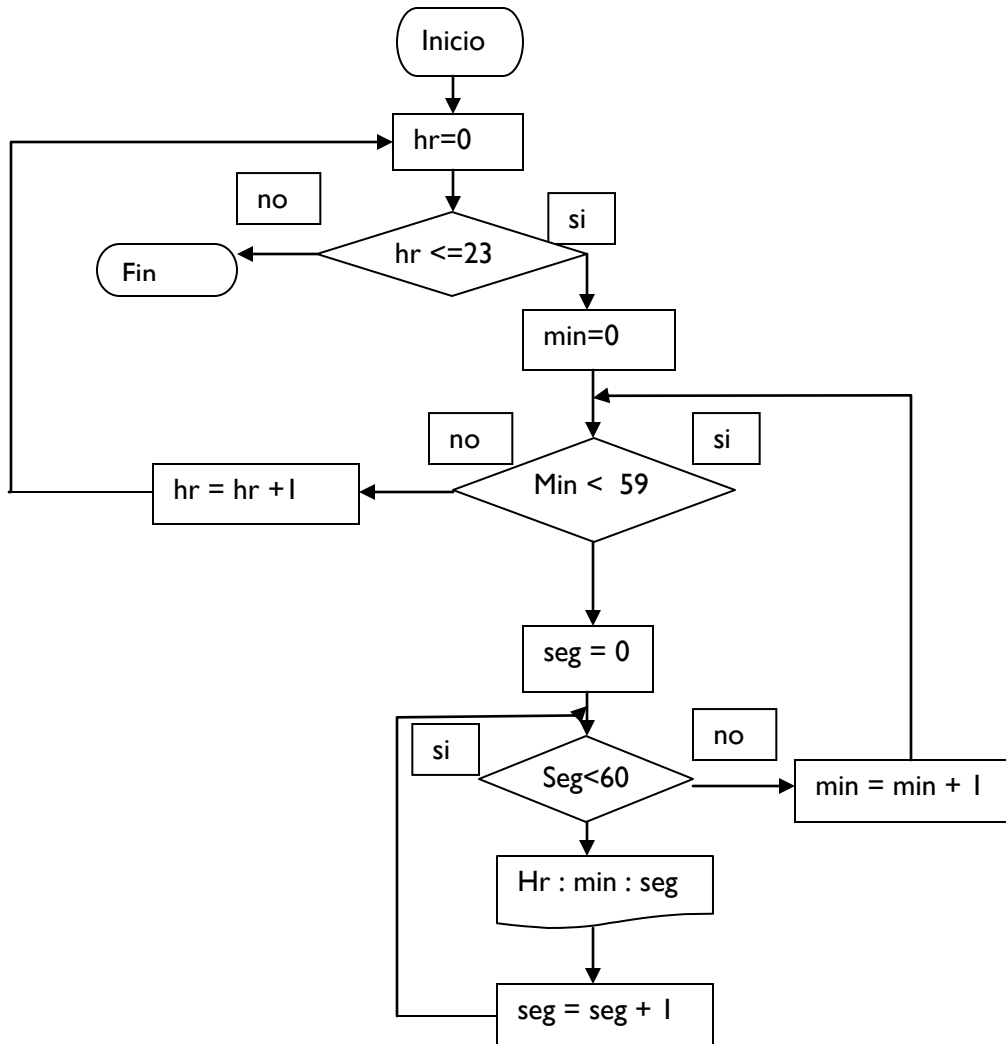 Inicio
hr=0
no
si
hr <=23
Fin
min=0
no
si
Min <  59
hr = hr +1
seg = 0
si
no
Seg<60
min = min + 1
Hr : min : seg
seg = seg + 1